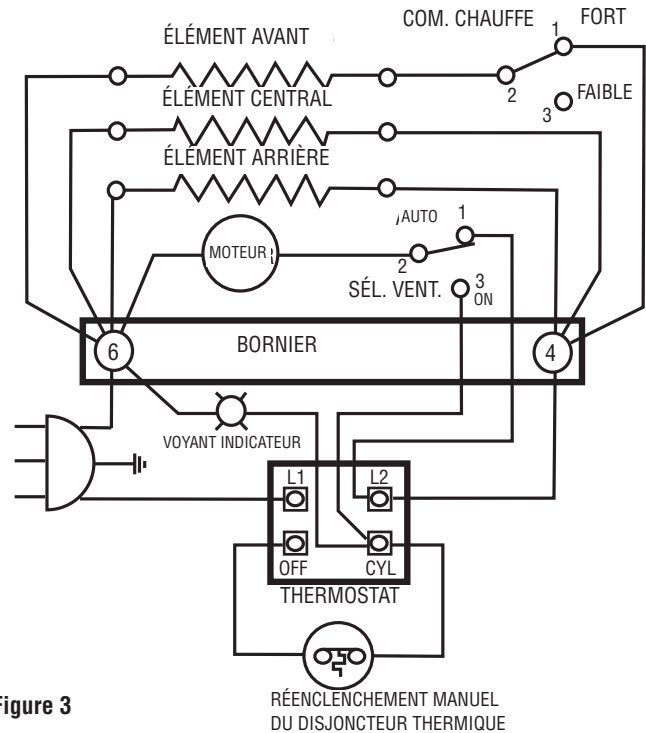 COM. CHAUFFE
1
FORT
ÉLÉMENT AVANT
2
3
FAIBLE
ÉLÉMENT CENTRAL
ÉLÉMENT ARRIÈRE
AUTO
1
MOTEUR
2
SÉL. VENT.
3
ON
6
BORNIER
4
VOYANT INDICATEUR
L1
L2
OFF
CYL
THERMOSTAT
RÉENCLENCHEMENT MANUEL
DU DISJONCTEUR THERMIQUE
igure 3